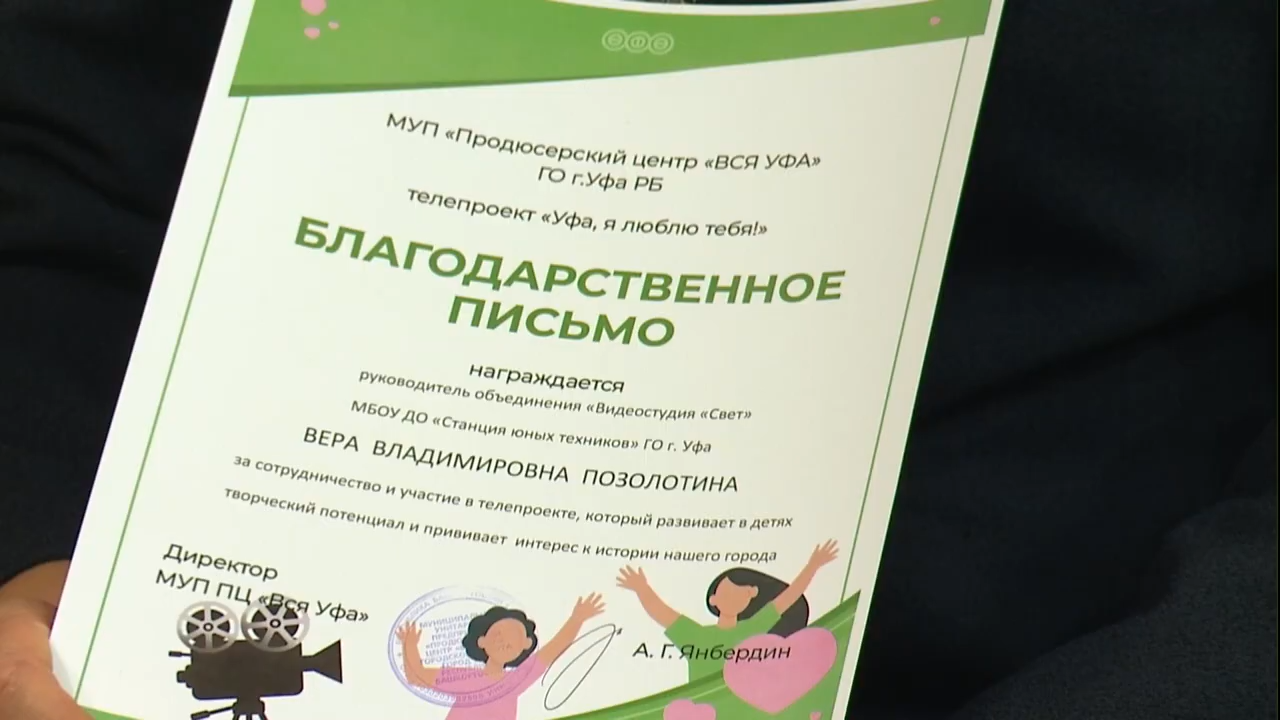 МУП «Продюсерский центр «ВСЯ УФА»
ГО г.Уфа РБ
телепроект «Уфа, я люблю тебя!»
БЛАГОДАРСТВЕННОЕ
ПИСЬМО
награждается
руководитель объединения «Видеостудия «Свет»
МБОУ ДО «Станция юных техников» ГО г. Уфа
ВЕРА ВЛАДИМИРОВНА ПОЗОЛОТИНА
за сотрудничество и участие в телепроекте, который развивает в детях
творческий потенциал и прививает интерес к истории нашего города
Директор
МУП ПЦ «Вся Уфа»
А. Г. Янбердин